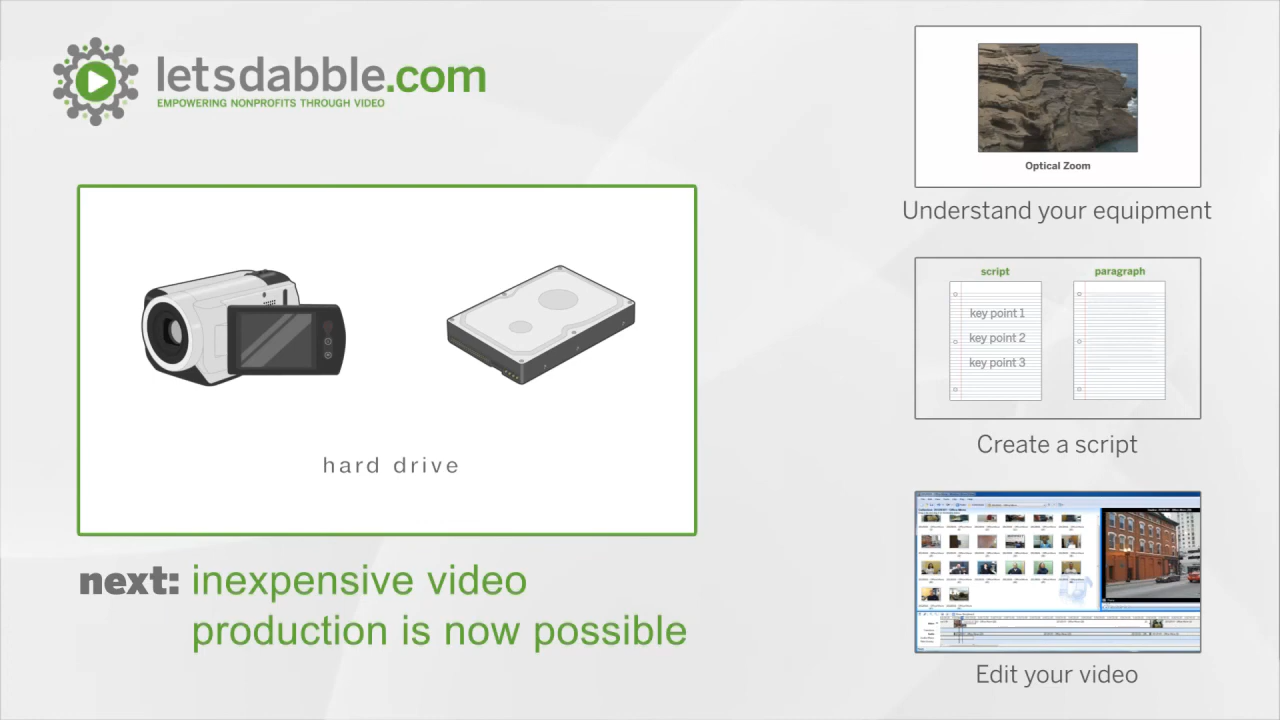 letsdabble.com
EMPOWERING NONPROFITS THROUGH VIDEO
hard drive
next: inexpensive video
production is now possible
Optical Zoom
Understand your equipment
script
paragraph
key point 1
key point 2
key point 3
Create a script
Edit your video